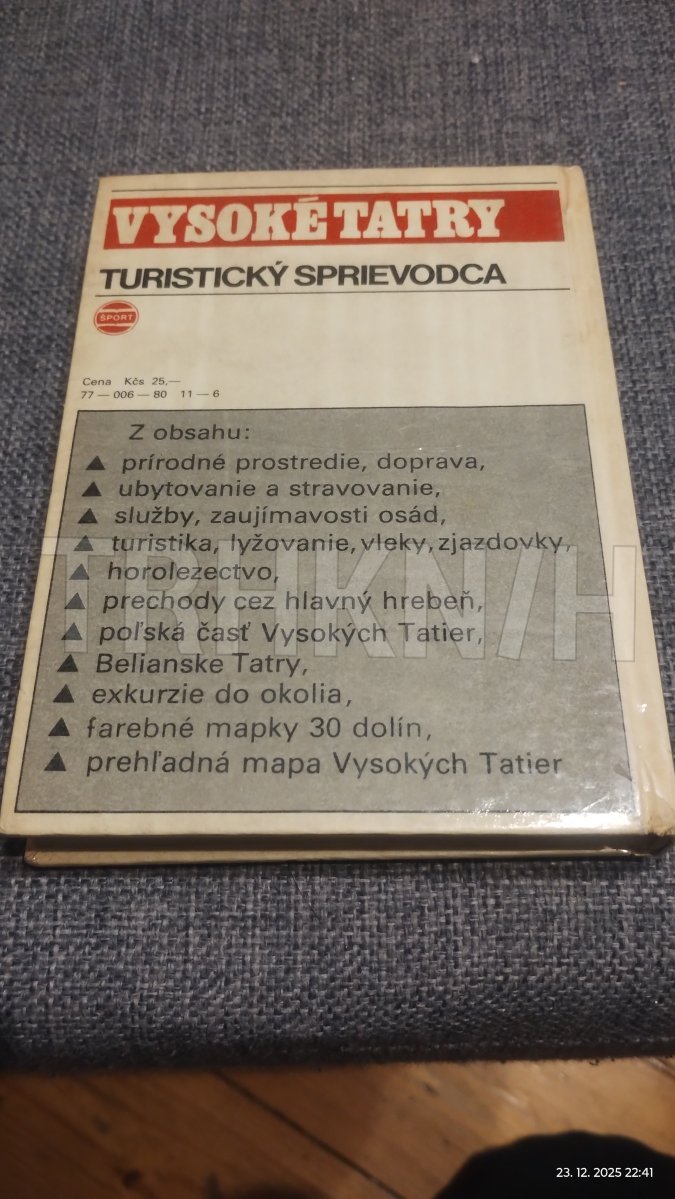 VYSOKÉ TATRY
TURISTICKÝ SPRIEVODCA
ŠPORT
Cena Kčs 25,—
77 — 006 — 80 11 — 6
Z obsahu:
▲ prírodné prostredie, doprava,
▲ ubytovanie a stravovanie,
▲ služby, zaujímavosti osád,
▲ turistika, lyžovanie, vleky, zjazdovky,
▲ horolezectvo,
▲ prechody cez hlavný hrebeň,
▲ poľská časť Vysokých Tatier,
▲ Belianske Tatry,
▲ exkurzie do okolia,
▲ farebné mapky 30 dolín,
▲ prehľadná mapa Vysokých Tatier
TRHKNIH
23. 12. 2025 22:41